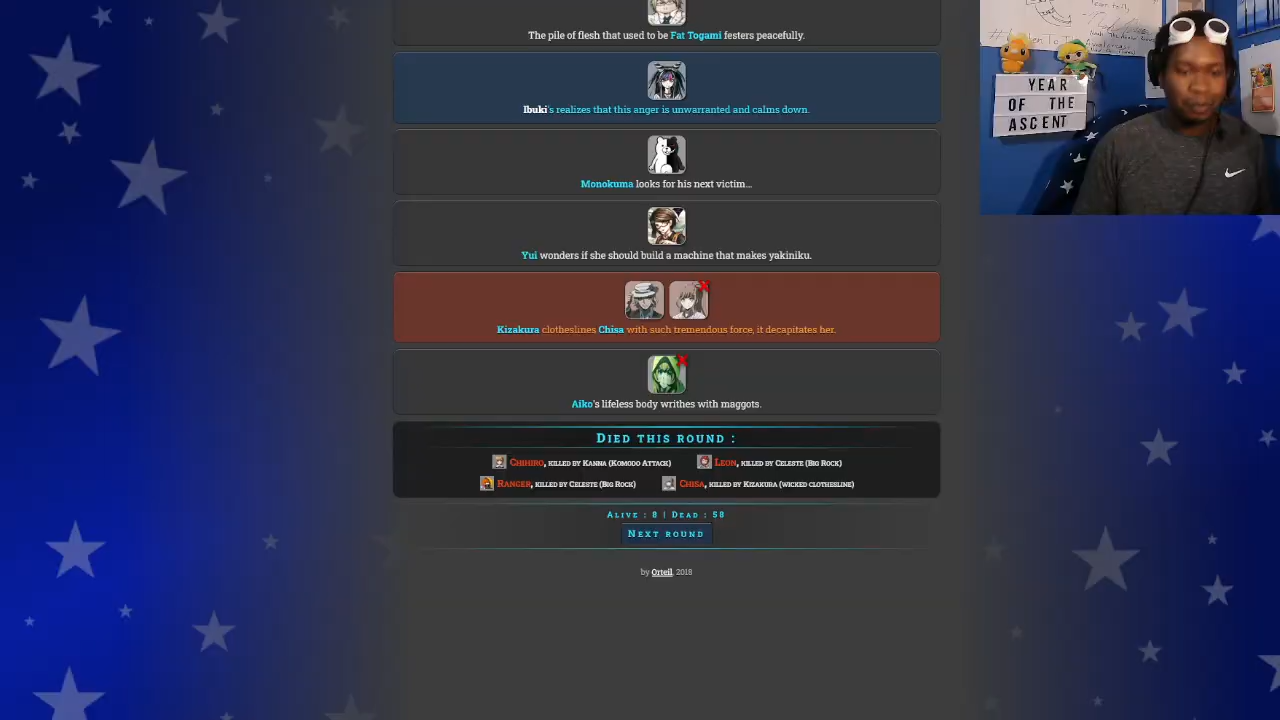 The pile of flesh that used to be Fat Togami festers peacefully.
Ibuki's realizes that this anger is unwarranted and calms down.
Monokuma looks for his next victim...
Yui wonders if she should build a machine that makes yakiniku.
Kizakura clotheslines Chisa with such tremendous force, it decapitates her.
Aiko's lifeless body writhes with maggots.
Died this round :
Chihiro, killed by Kanna (Komodo Attack) Leon, killed by Celeste (Big Rock)
Ranger, killed by Celeste (Big Rock) Chisa, killed by Kizakura (wicked clothesline)
Alive : 8 | Dead : 58
Next round
by Orteil, 2018
YEAR
OF THE
ASCENT